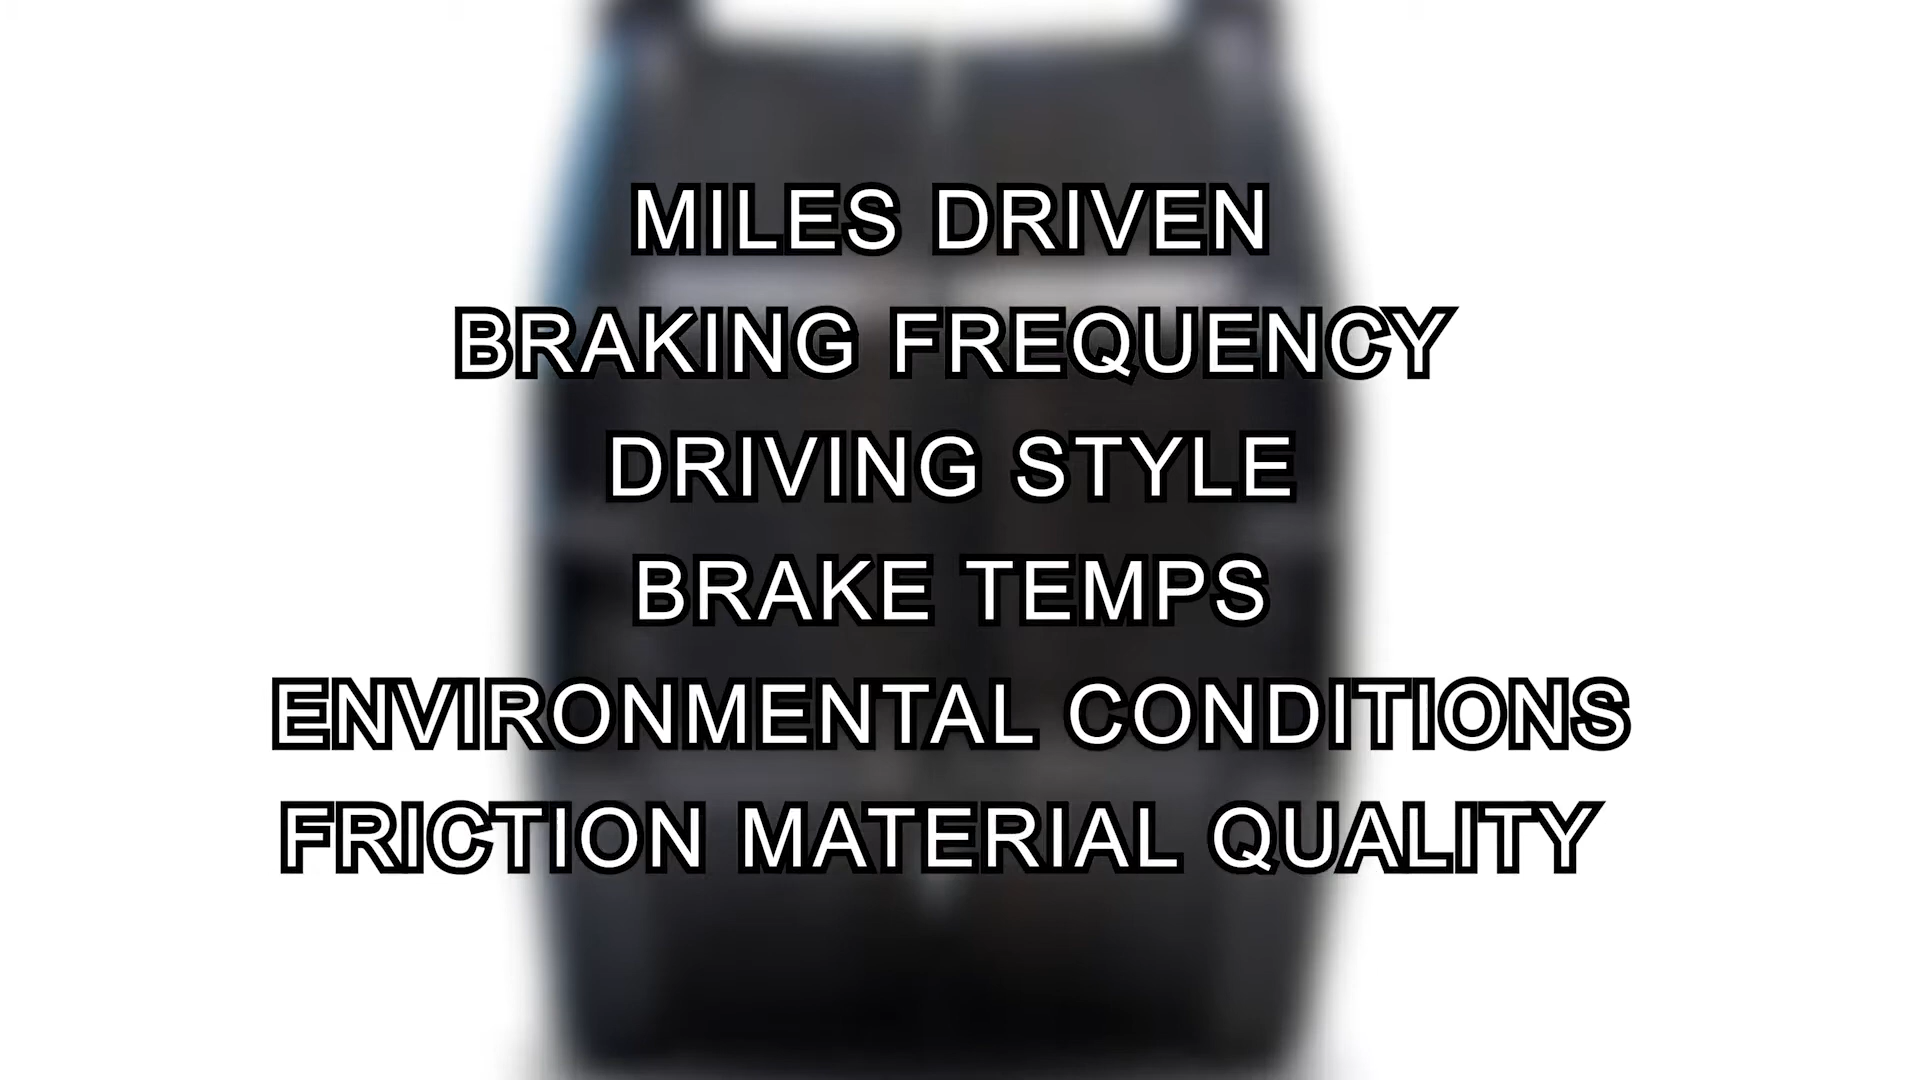 MILES DRIVEN
BRAKING FREQUENCY
DRIVING STYLE
BRAKE TEMPS
ENVIRONMENTAL CONDITIONS
FRICTION MATERIAL QUALITY